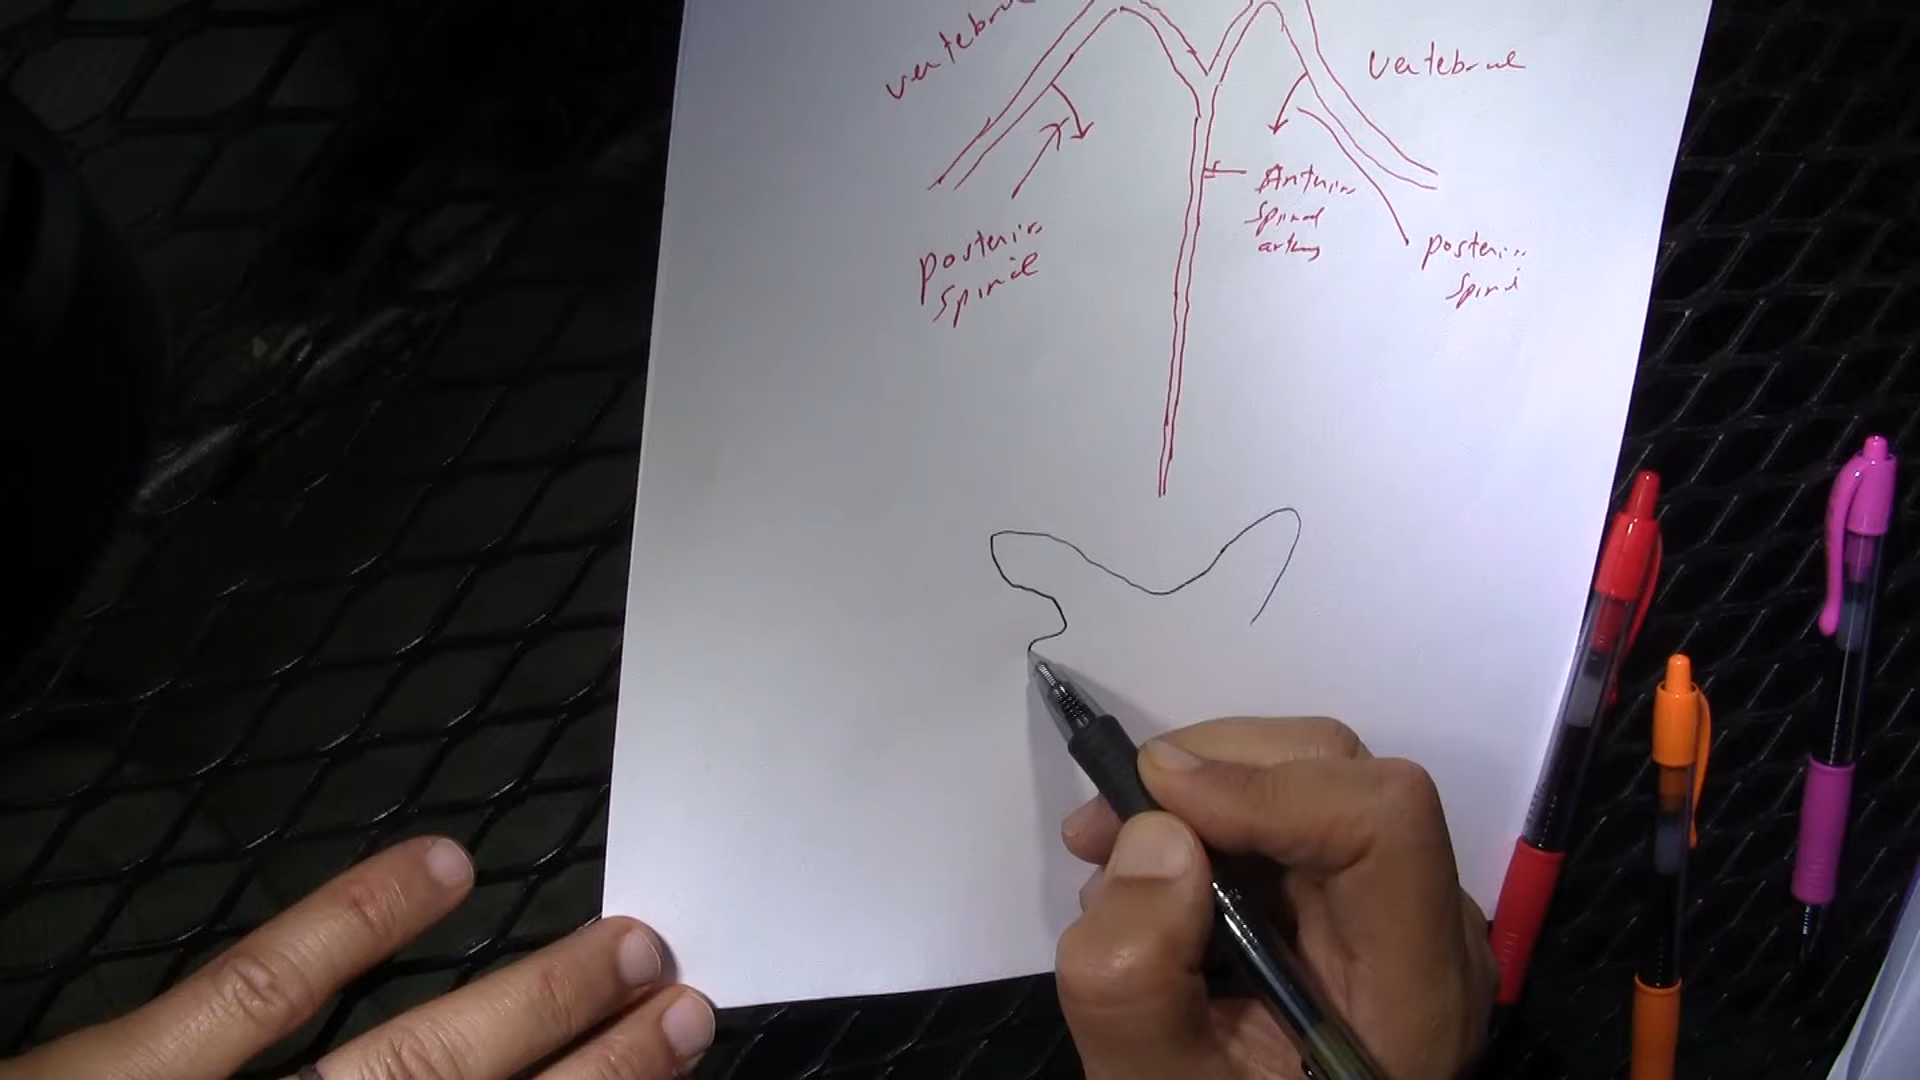 vertebral
vertebral
Anterior
spinal
artery
posterior
spinal
posterior
spinal